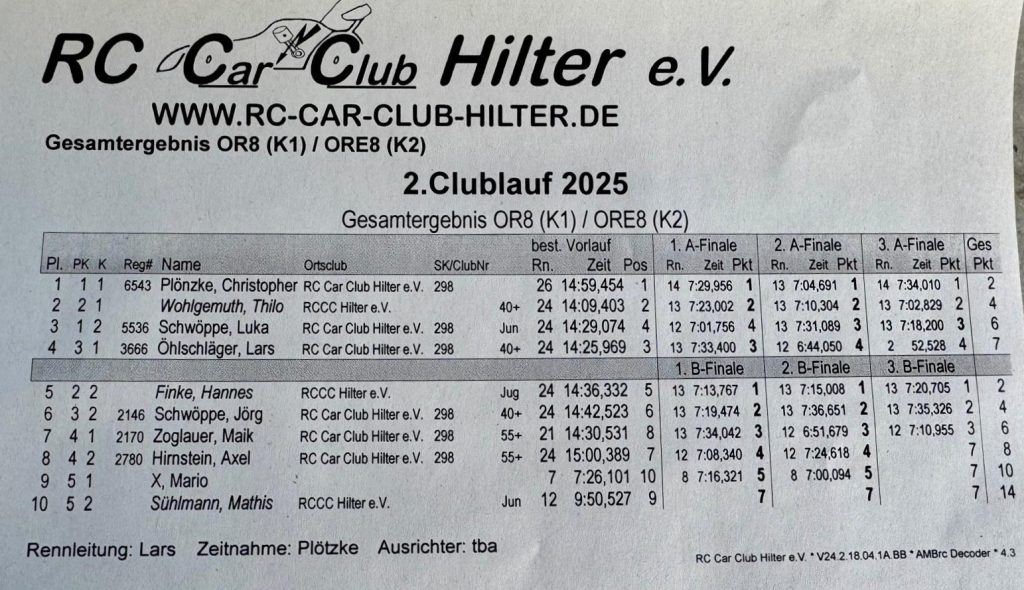 RC Car Club Hilter e.V.
WWW.RC-CAR-CLUB-HILTER.DE
Gesamtergebnis OR8 (K1) / ORE8 (K2)
2.Clublauf 2025
Gesamtergebnis OR8 (K1) / ORE8 (K2)
best. Vorlauf 1. A-Finale 2. A-Finale 3. A-Finale Ges
Pl. PK K Reg# Name Ortsclub SK/ClubNr Rn. Zeit Pos Rn. Zeit Pkt Rn. Zeit Pkt Rn. Zeit Pkt Pkt
1 1 1 6543 Plönzke, Christopher RC Car Club Hilter e.V. 298 26 14:59,454 1 14 7:29,956 1 13 7:04,691 1 14 7:34,010 1 2
2 2 1 Wohlgemuth, Thilo RCCC Hilter e.V. 40+ 24 14:09,403 2 13 7:23,002 2 13 7:10,304 2 13 7:02,829 2 4
3 1 2 5536 Schwöppe, Luka RC Car Club Hilter e.V. 298 Jun 24 14:29,074 4 12 7:01,756 4 13 7:31,089 3 13 7:18,200 3 6
4 3 1 3666 Öhlschläger, Lars RC Car Club Hilter e.V. 298 40+ 24 14:25,969 3 13 7:33,400 3 12 6:44,050 4 2 52,528 4 7
1. B-Finale 2. B-Finale 3. B-Finale
5 2 2 Finke, Hannes RCCC Hilter e.V. Jug 24 14:36,332 5 13 7:13,767 1 13 7:15,008 1 13 7:20,705 1 2
6 3 2 2146 Schwöppe, Jörg RC Car Club Hilter e.V. 298 40+ 24 14:42,523 6 13 7:19,474 2 13 7:36,651 2 13 7:35,326 2 4
7 4 1 2170 Zoglauer, Maik RC Car Club Hilter e.V. 298 55+ 21 14:30,531 8 13 7:34,042 3 12 6:51,679 3 12 7:10,955 3 6
8 4 2 2780 Hirnstein, Axel RC Car Club Hilter e.V. 298 55+ 24 15:00,389 7 12 7:08,340 4 12 7:24,618 4 7 8
9 5 1 X, Mario 7 7:26,101 10 8 7:16,321 5 8 7:00,094 5 7 10
10 5 2 Sühlmann, Mathis RCCC Hilter e.V. Jun 12 9:50,527 9 7 7 7 14
Rennleitung: Lars Zeitnahme: Plötzke Ausrichter: tba
RC Car Club Hilter e.V. * V24.2.18.04.1A.BB * AMBrc Decoder * 4.3